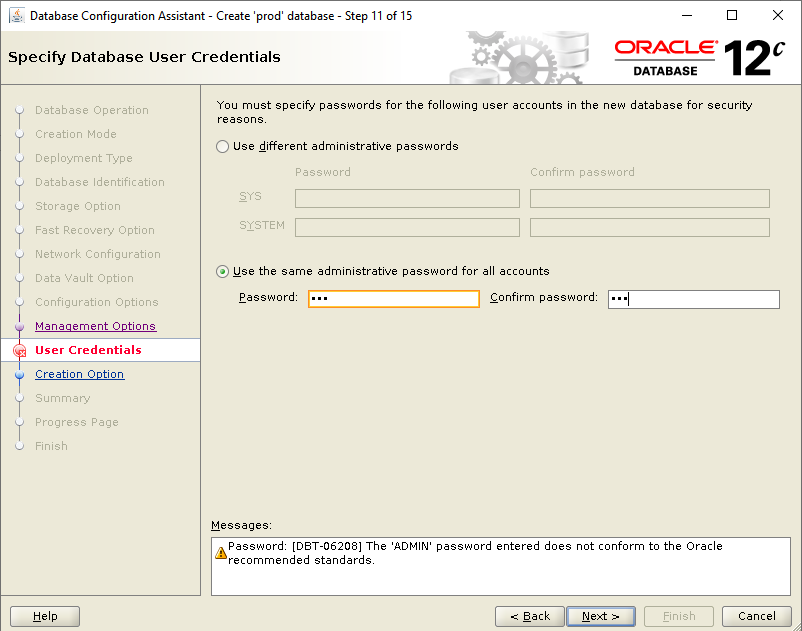 Database Configuration Assistant - Create 'prod' database - Step 11 of 15
Specify Database User Credentials
ORACLE®
DATABASE
12c
Database Operation
Creation Mode
Deployment Type
Database Identification
Storage Option
Fast Recovery Option
Network Configuration
Data Vault Option
Configuration Options
Management Options
User Credentials
Creation Option
Summary
Progress Page
Finish
You must specify passwords for the following user accounts in the new database for security
reasons.
Use different administrative passwords
Password Confirm password
SYS
SYSTEM
Use the same administrative password for all accounts
Password: ••• Confirm password: •••
Messages:
Password: [DBT-06208] The 'ADMIN' password entered does not conform to the Oracle
recommended standards.
Help < Back Next > Finish Cancel